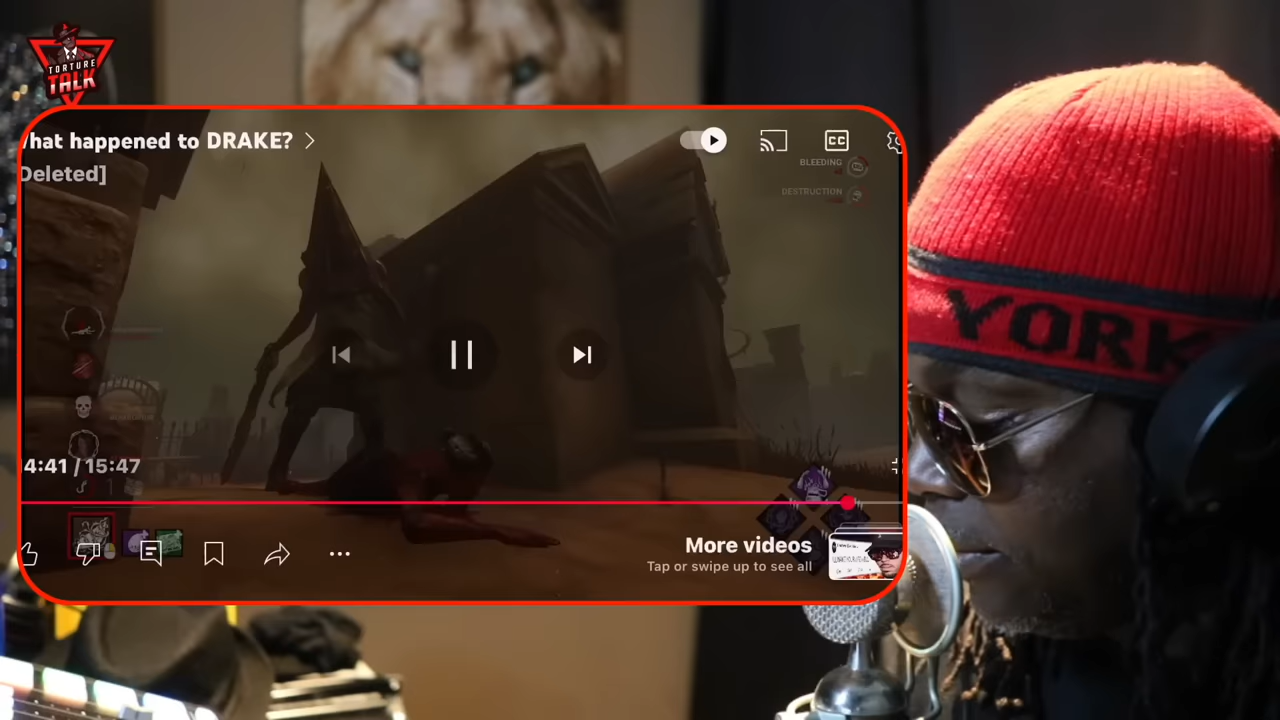 TORTURE
TALK
hat happened to DRAKE?
Deleted]
CC
BLEEDING
DESTRUCTION
YORK
4:41 / 15:47
More videos
Tap or swipe up to see all